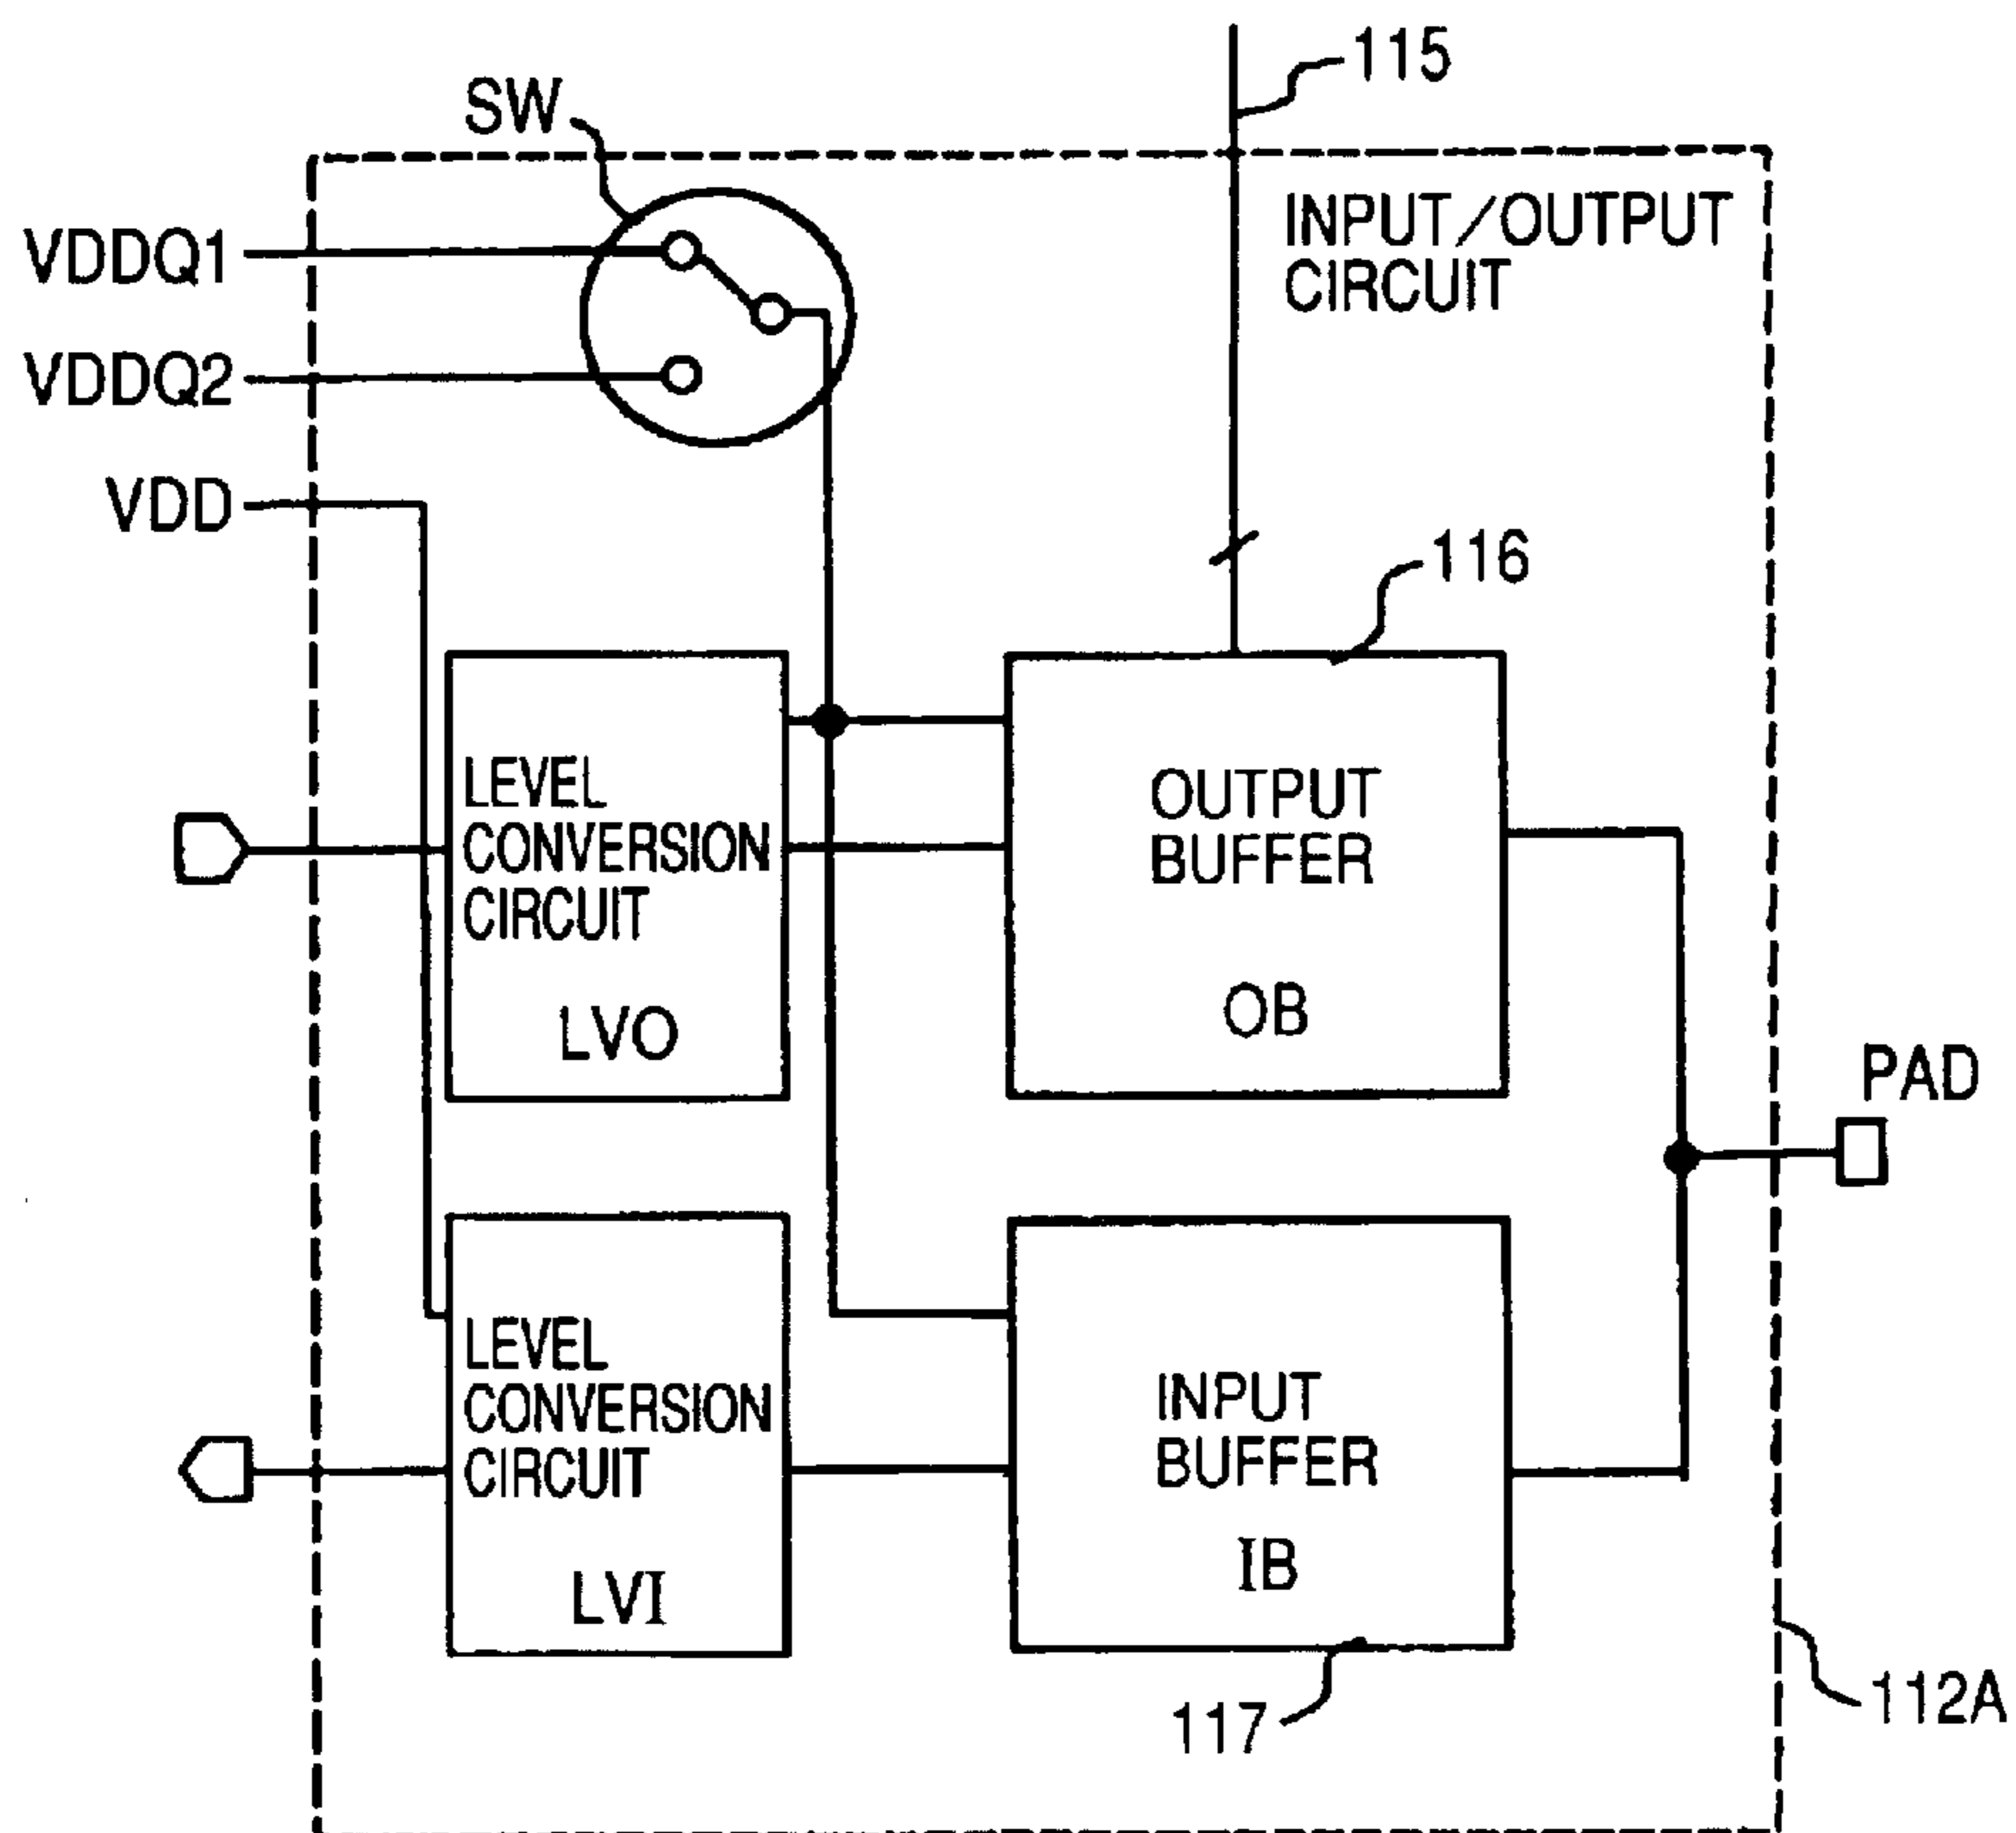 115
SW
INPUT/OUTPUT
CIRCUIT
VDDQ1
VDDQ2
VDD
116
LEVEL
CONVERSION
CIRCUIT
LVO
OUTPUT
BUFFER
OB
PAD
LEVEL
CONVERSION
CIRCUIT
LVI
INPUT
BUFFER
IB
117
112A